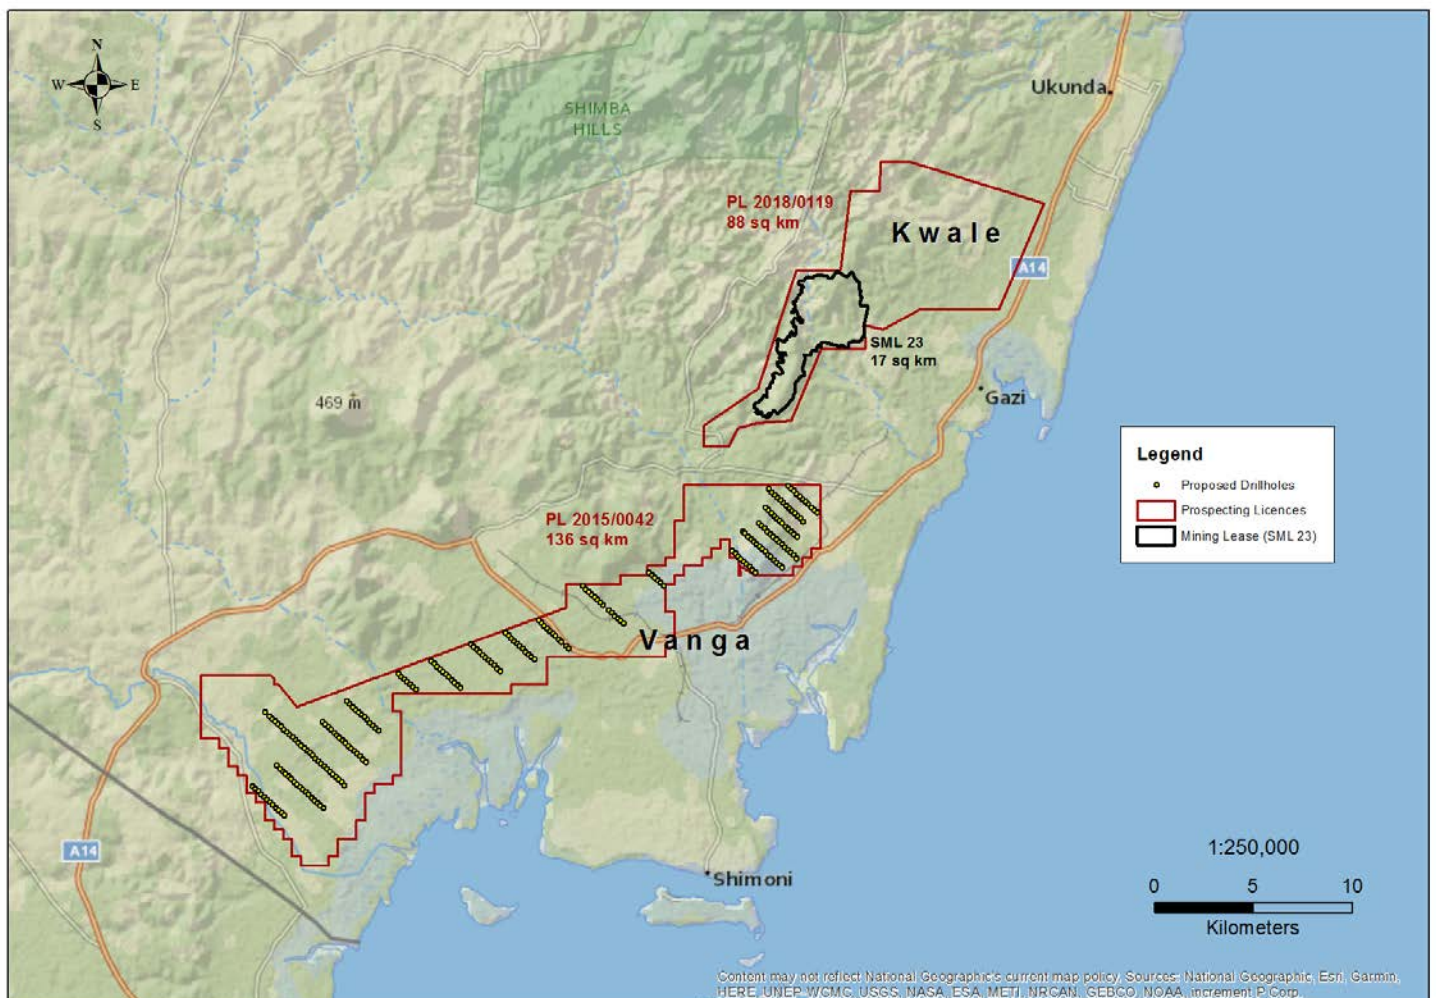 N
W E
S
SHIMBA
HILLS
Ukunda
PL 2018/0119
88 sq km
Kwale
A14
SML 23
17 sq km
469 m
Gazi
Legend
Proposed Drillholes
Prospecting Licences
Mining Lease (SML 23)
PL 2015/0042
136 sq km
Vanga
A14
Shimoni
1:250,000
0 5 10
Kilometers
Content may not reflect National Geographic's current map policy. Sources: National Geographic, Esri, Garmin,
HERE, UNEP-WCMC, USGS, NASA, ESA, METI, NRCAN, GEBCO, NOAA, increment P Corp.